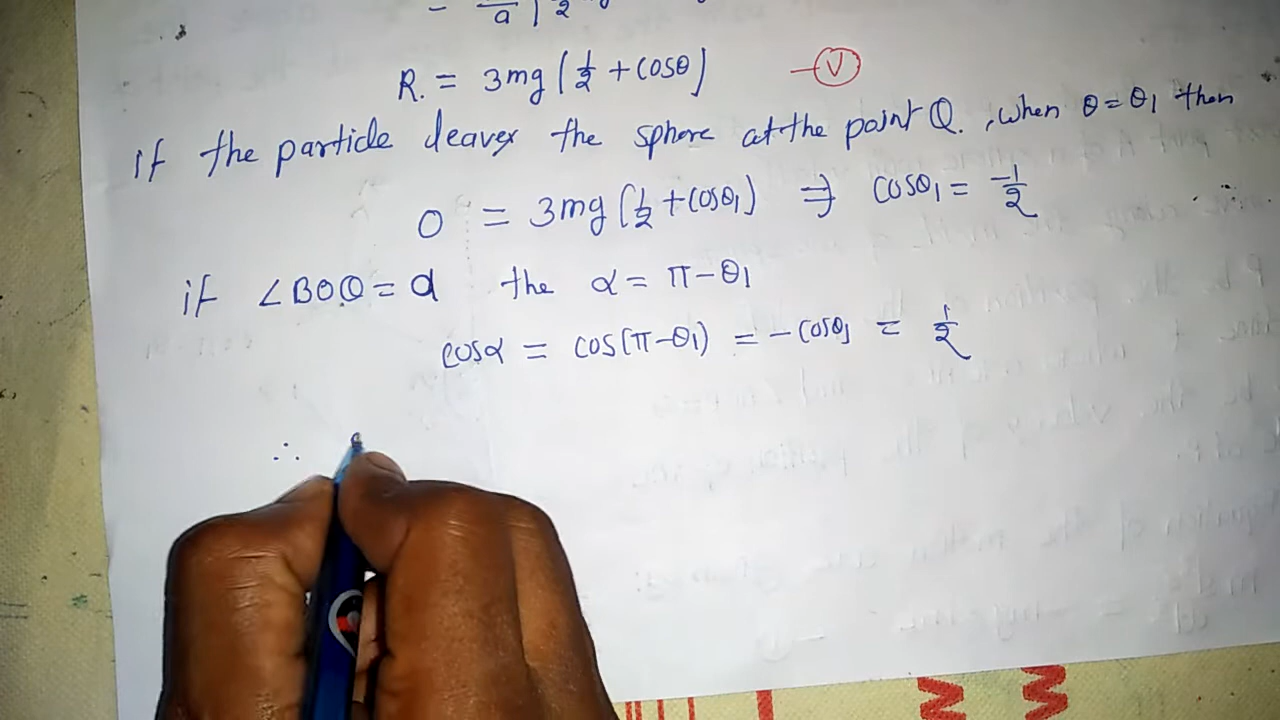 R. = 3mg(1/2 + cosθ) —(V)
if the particle leaves the sphere at the point Q. , when θ=θ1 then
0 = 3mg(1/2 + cosθ1) ⇒ cosθ1 = -1/2
if ∠BOQ = α the α = π-θ1
cosα = cos(π-θ1) = -cosθ1 = 1/2
∴